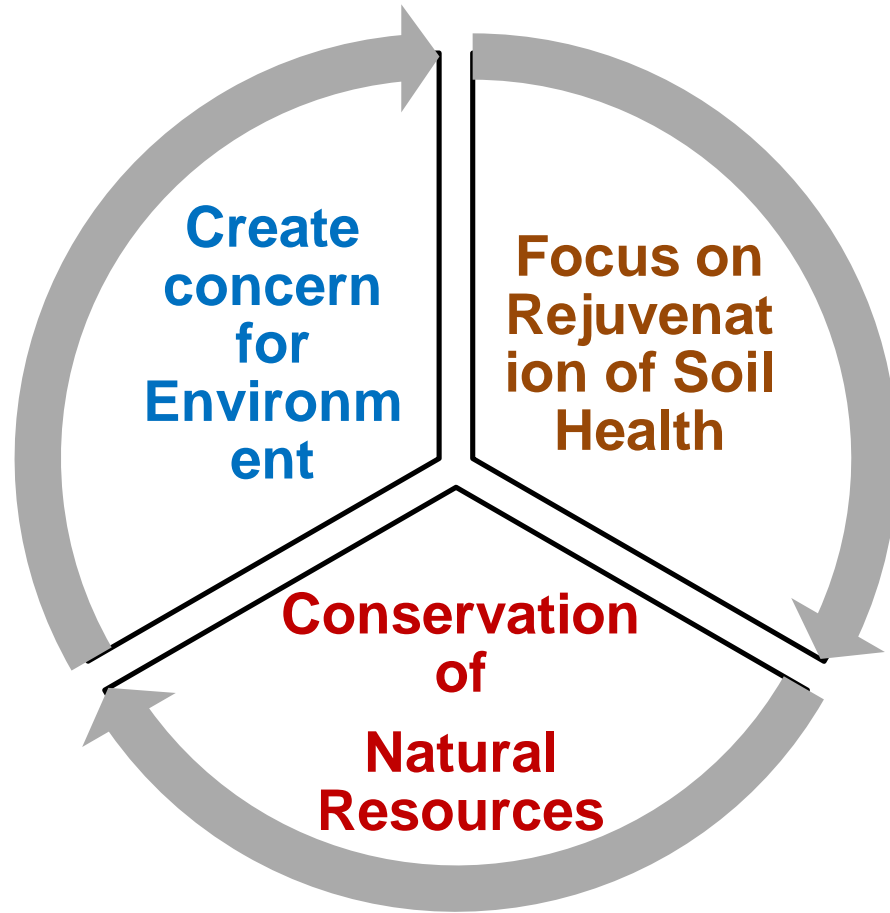 Create
concern
for
Environm
ent
Focus on
Rejuvenat
ion of Soil
Health
Conservation
of
Natural
Resources